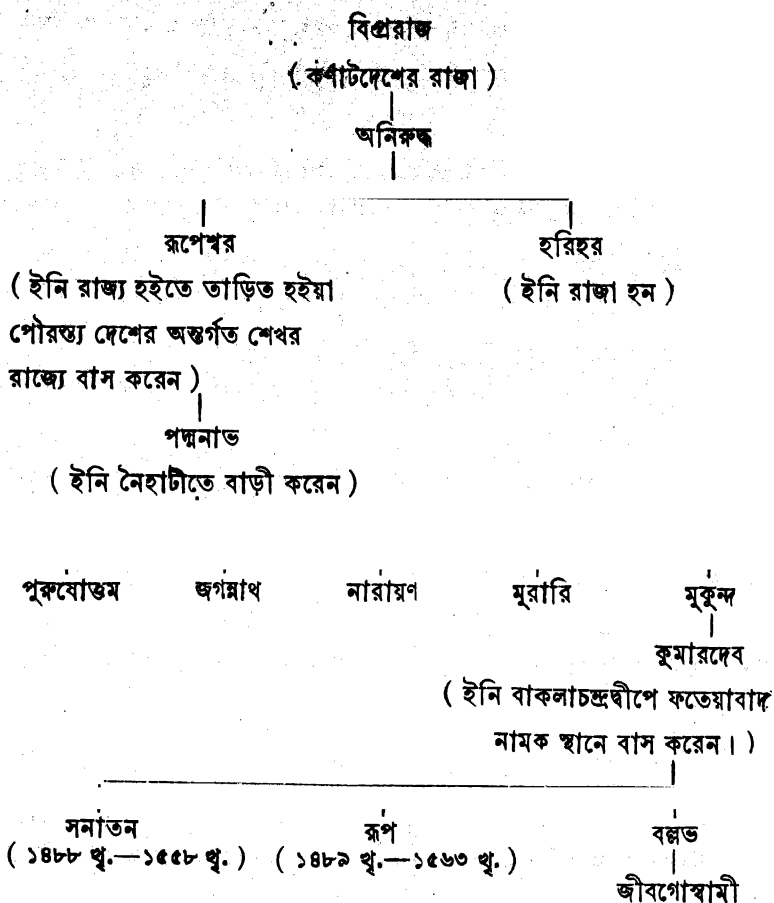 বিপ্ররাজ
( কর্ণাটদেশের রাজা )
অনিরুদ্ধ
রূপেশ্বর হরিহর
( ইনি রাজ্য হইতে তাড়িত হইয়া ( ইনি রাজা হন )
পৌরস্ত্য দেশের অন্তর্গত শেখর
রাজ্যে বাস করেন )
পদ্মনাভ
( ইনি নৈহাটীতে বাড়ী করেন )
পুরুষোত্তম জগন্নাথ নারায়ণ মুরারি মুকুন্দ
কুমারদেব
( ইনি বাকলাচন্দ্রদ্বীপে ফতেয়াবাদ
নামক স্থানে বাস করেন। )
সনাতন রূপ বল্লভ
( ১৪৮৮ খৃ.—১৫৫৮ খৃ. ) ( ১৪৮৯ খৃ.—১৫৬৩ খৃ. )
জীবগোস্বামী